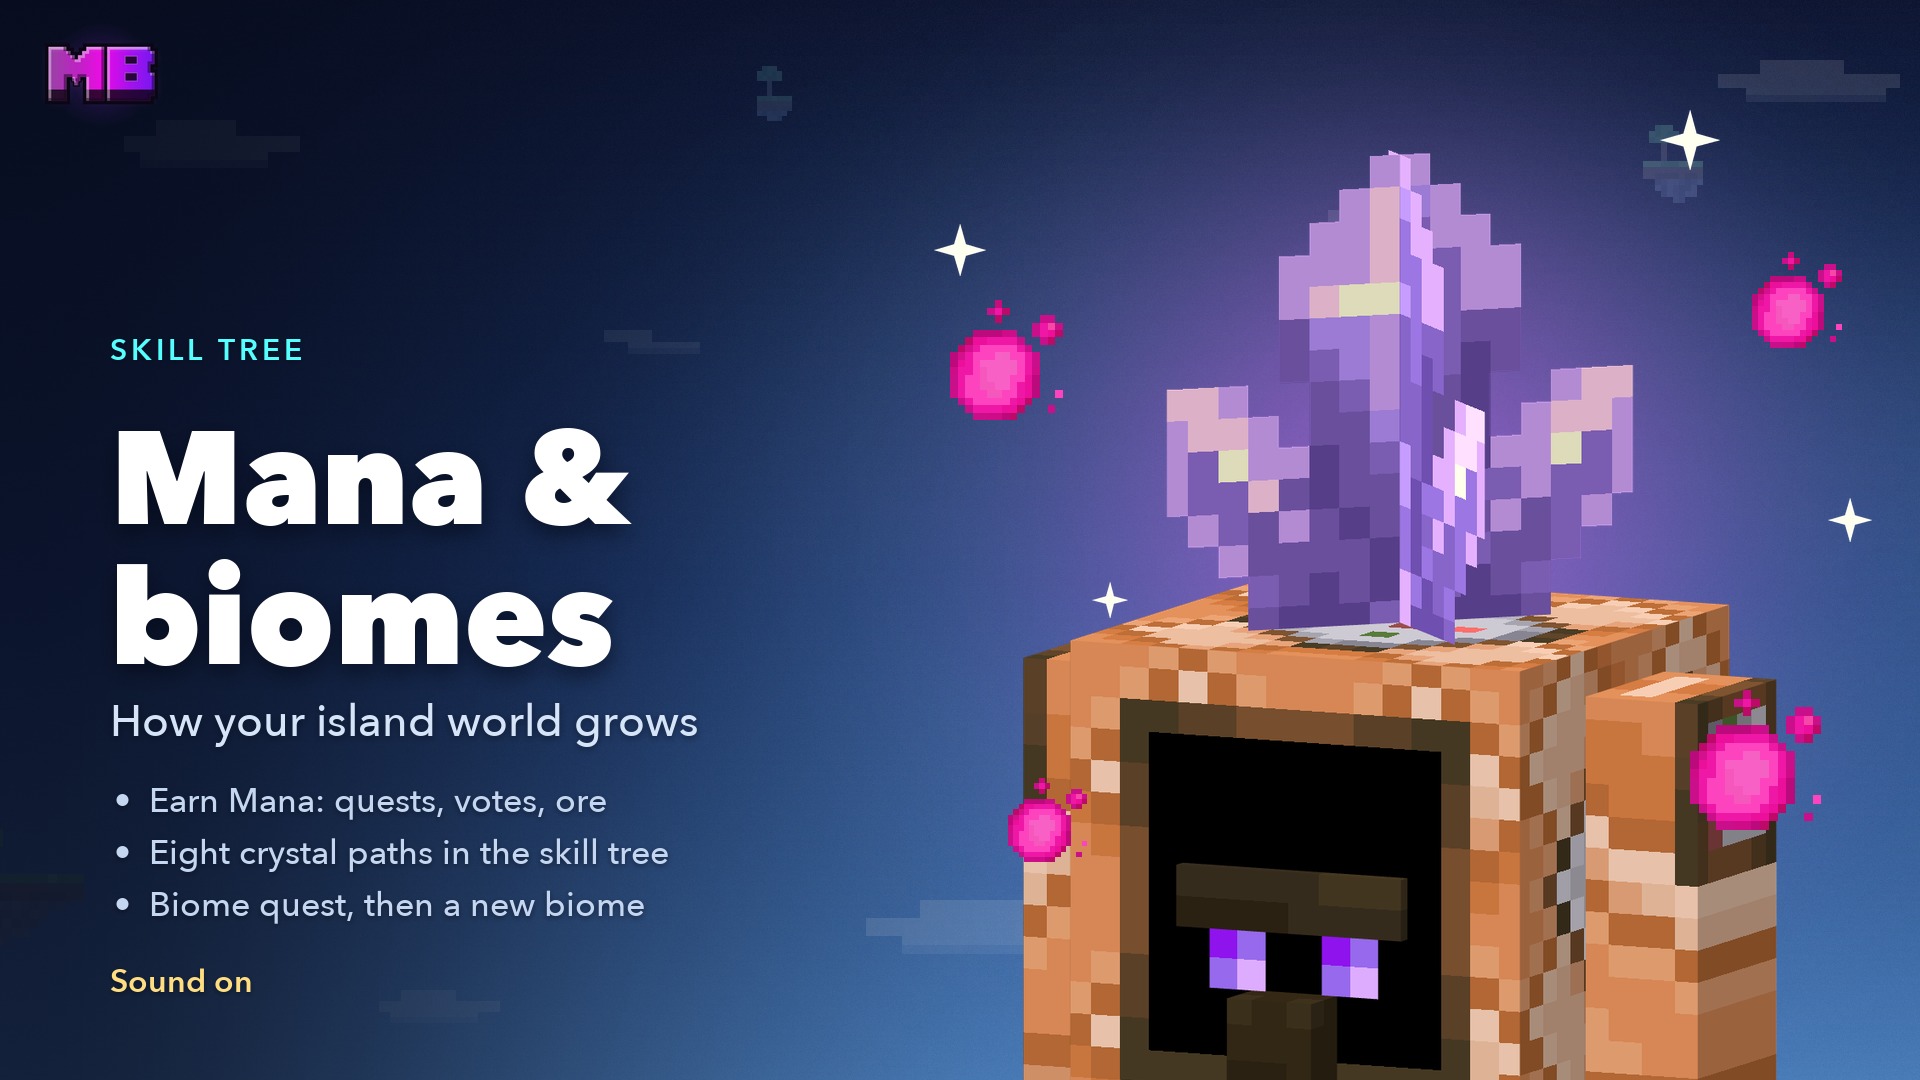 MB
SKILL TREE
Mana &
biomes
How your island world grows
• Earn Mana: quests, votes, ore
• Eight crystal paths in the skill tree
• Biome quest, then a new biome
Sound on